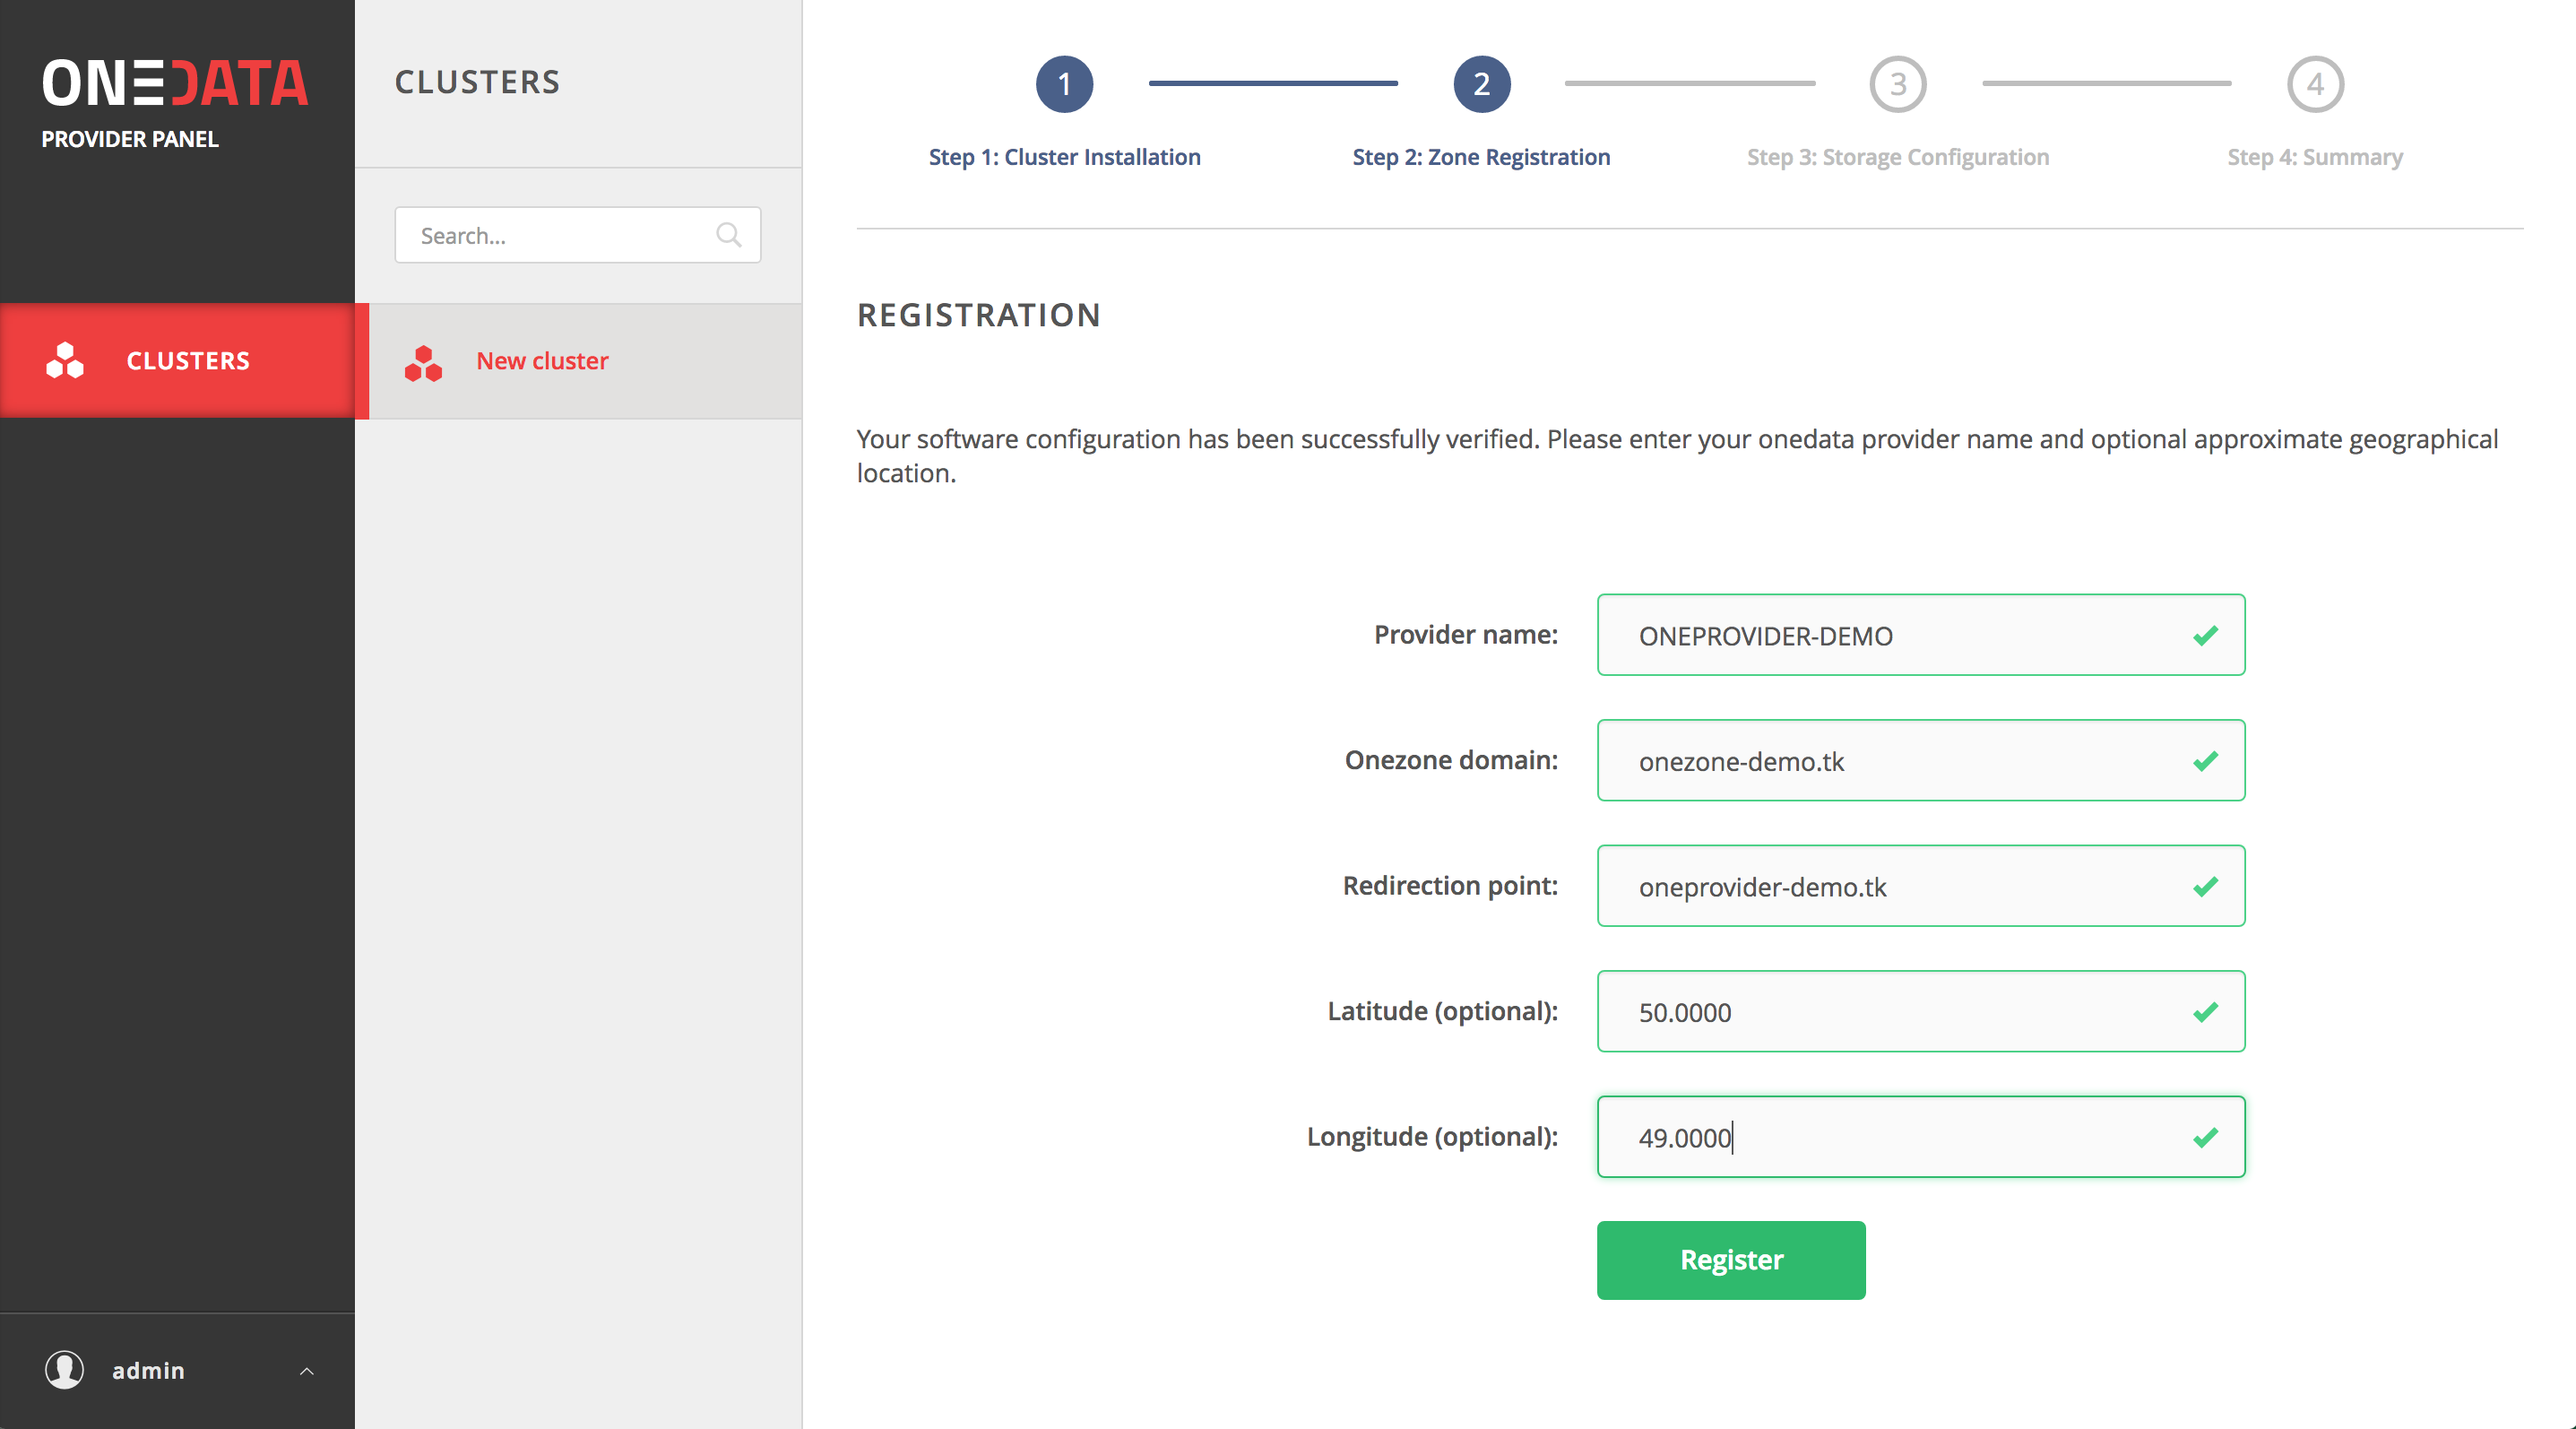 ONEDATA
PROVIDER PANEL
CLUSTERS
admin
CLUSTERS
Search...
New cluster
1
2
3
4
Step 1: Cluster Installation
Step 2: Zone Registration
Step 3: Storage Configuration
Step 4: Summary
REGISTRATION
Your software configuration has been successfully verified. Please enter your onedata provider name and optional approximate geographical
location.
Provider name: ONEPROVIDER-DEMO
Onezone domain: onezone-demo.tk
Redirection point: oneprovider-demo.tk
Latitude (optional): 50.0000
Longitude (optional): 49.0000
Register